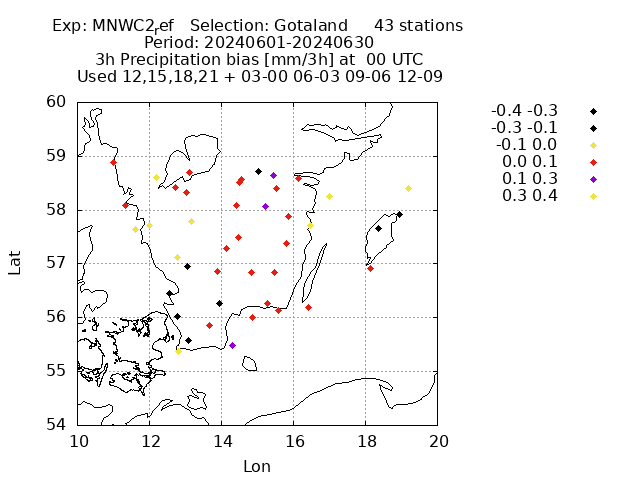 Exp: MNWC2ref Selection: Gotaland 43 stations
Period: 20240601-20240630
3h Precipitation bias [mm/3h] at 00 UTC
Used 12,15,18,21 + 03-00 06-03 09-06 12-09
-0.4 -0.3
-0.3 -0.1
-0.1 0.0
0.0 0.1
0.1 0.3
0.3 0.4
60
59
58
57
56
55
54
Lat
10 12 14 16 18 20
Lon